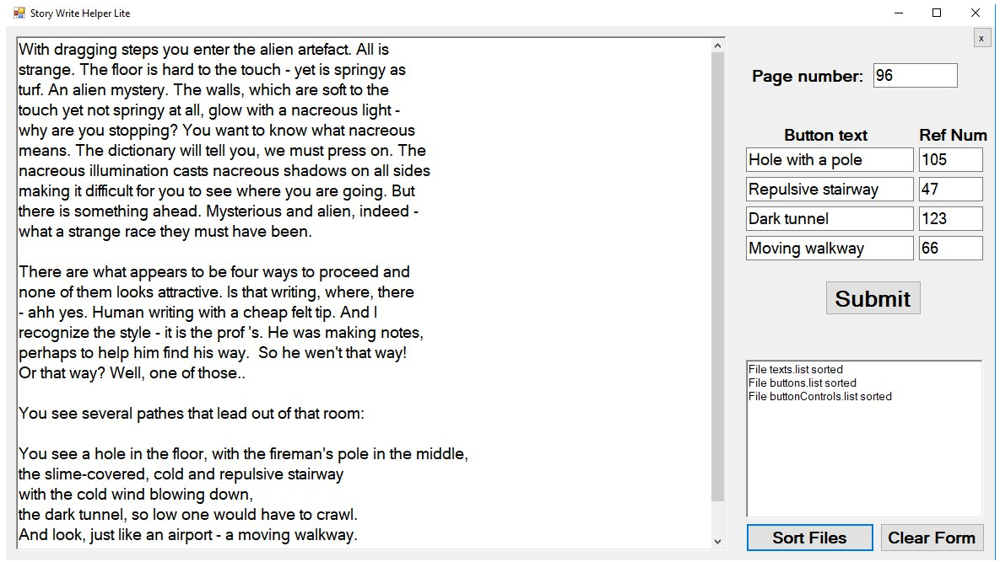 Story Write Helper Lite
With dragging steps you enter the alien artefact. All is
strange. The floor is hard to the touch - yet is springy as
turf. An alien mystery. The walls, which are soft to the
touch yet not springy at all, glow with a nacreous light -
why are you stopping? You want to know what nacreous
means. The dictionary will tell you, we must press on. The
nacreous illumination casts nacreous shadows on all sides
making it difficult for you to see where you are going. But
there is something ahead. Mysterious and alien, indeed -
what a strange race they must have been.

There are what appears to be four ways to proceed and
none of them looks attractive. Is that writing, where, there
- ahh yes. Human writing with a cheap felt tip. And I
recognize the style - it is the prof 's. He was making notes,
perhaps to help him find his way.  So he wen't that way!
Or that way? Well, one of those..

You see several pathes that lead out of that room:

You see a hole in the floor, with the fireman's pole in the middle,
the slime-covered, cold and repulsive stairway
with the cold wind blowing down,
the dark tunnel, so low one would have to crawl.
And look, just like an airport - a moving walkway.
x
Page number: 96
Button text Ref Num
Hole with a pole 105
Repulsive stairway 47
Dark tunnel 123
Moving walkway 66
Submit
File texts.list sorted
File buttons.list sorted
File buttonControls.list sorted
Sort Files Clear Form